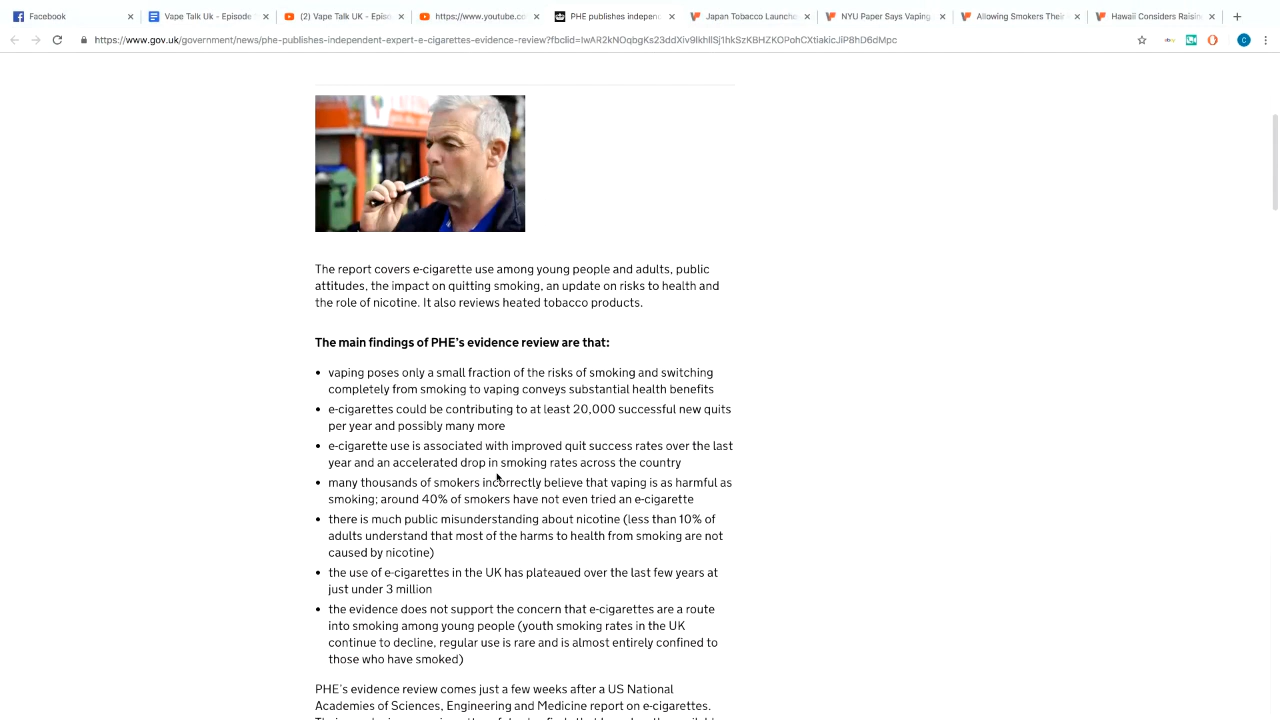 Facebook
Vape Talk Uk - Episode
(2) Vape Talk UK - Episo
https://www.youtube.co
PHE publishes independ
Japan Tobacco Launcha
NYU Paper Says Vaping
Allowing Smokers Their
Hawaii Considers Raisin
https://www.gov.uk/government/news/phe-publishes-independent-expert-e-cigarettes-evidence-review?fbclid=
The report covers e-cigarette use among young people and adults, public
attitudes, the impact on quitting smoking, an update on risks to health and
the role of nicotine. It also reviews heated tobacco products.
The main findings of PHE's evidence review are that:
• vaping poses only a small fraction of the risks of smoking and switching
completely from smoking to vaping conveys substantial health benefits
• e-cigarettes could be contributing to at least 20,000 successful new quits
per year and possibly many more
• e-cigarette use is associated with improved quit success rates over the last
year and an accelerated drop in smoking rates across the country
• many thousands of smokers incorrectly believe that vaping is as harmful as
smoking; around 40% of smokers have not even tried an e-cigarette
• there is much public misunderstanding about nicotine (less than 10% of
adults understand that most of the harms to health from smoking are not
caused by nicotine)
• the use of e-cigarettes in the UK has plateaued over the last few years at
just under 3 million
• the evidence does not support the concern that e-cigarettes are a route
into smoking among young people (youth smoking rates in the UK
continue to decline, regular use is rare and is almost entirely confined to
those who have smoked)
PHE's evidence review comes just a few weeks after a US National
Academies of Sciences, Engineering and Medicine report on e-cigarettes.